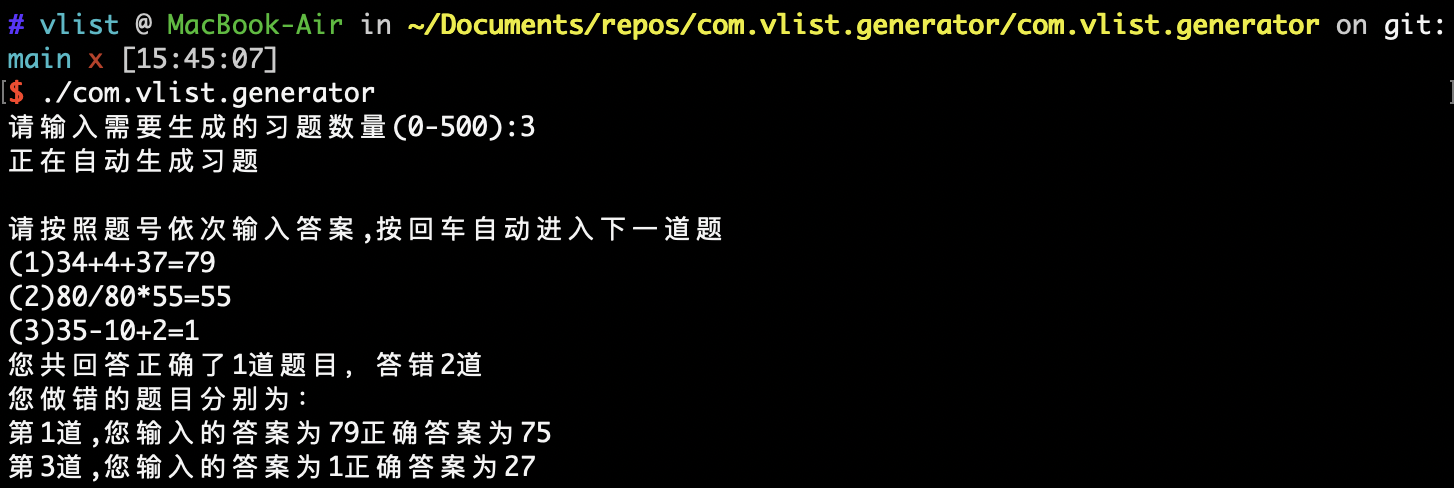 # vlist @ MacBook-Air in ~/Documents/repos/com.vlist.generator/com.vlist.generator on git:
main x [15:45:07]
$ ./com.vlist.generator
请输入需要生成的习题数量(0-500):3
正在自动生成习题
请按照题号依次输入答案,按回车自动进入下一道题
(1)34+4+37=79
(2)80/80*55=55
(3)35-10+2=1
您共回答正确了1道题目，答错2道
您做错的题目分别为：
第1道,您输入的答案为79正确答案为75
第3道,您输入的答案为1正确答案为27